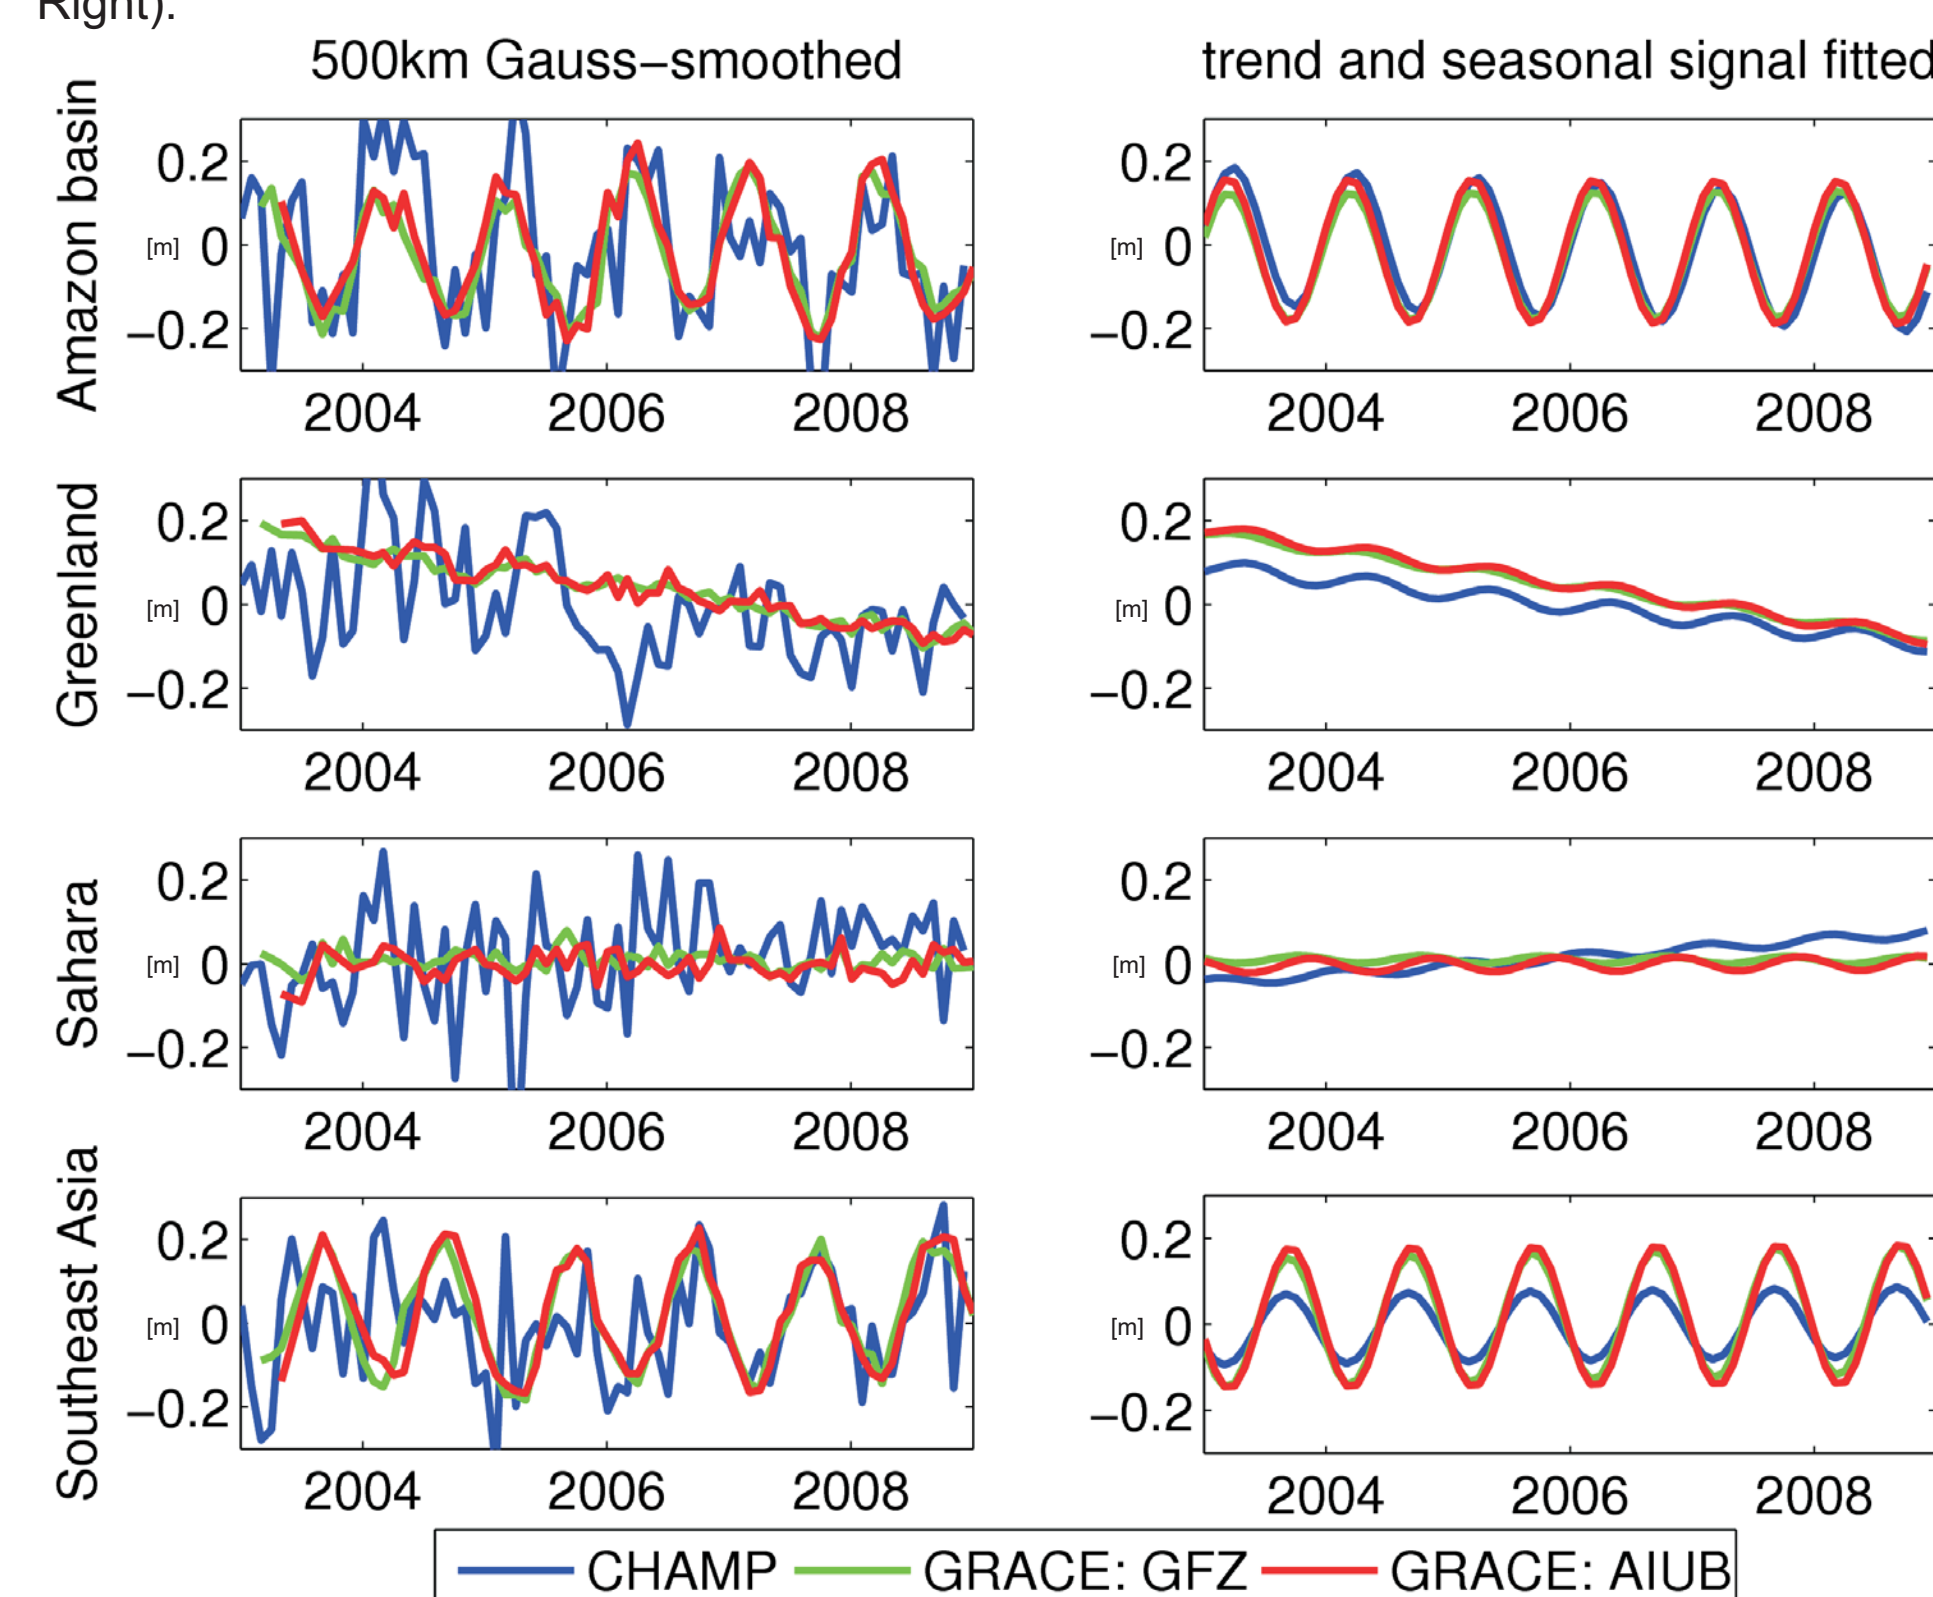 Right).
500km Gauss−smoothed
trend and seasonal signal fitted
Amazon basin
0.2
[m] 0
−0.2
2004 2006 2008
0.2
[m] 0
−0.2
2004 2006 2008
Greenland
0.2
[m] 0
−0.2
2004 2006 2008
0.2
[m] 0
−0.2
2004 2006 2008
Sahara
0.2
[m] 0
−0.2
2004 2006 2008
0.2
[m] 0
−0.2
2004 2006 2008
Southeast Asia
0.2
[m] 0
−0.2
2004 2006 2008
0.2
[m] 0
−0.2
2004 2006 2008
CHAMP GRACE: GFZ GRACE: AIUB